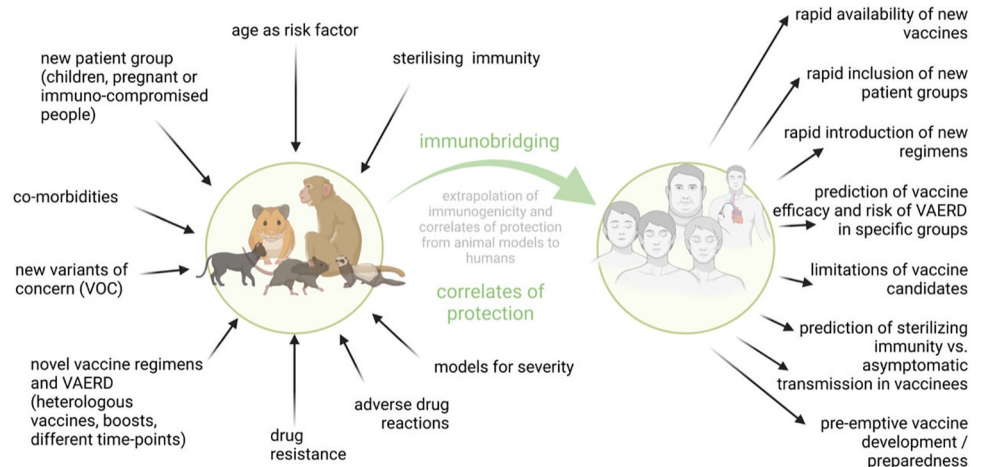 age as risk factor
new patient group
(children, pregnant or
immuno-compromised
people)
sterilising immunity
co-morbidities
new variants of
concern (VOC)
novel vaccine regimens
and VAERD
(heterologous
vaccines, boosts,
different time-points)
drug
resistance
adverse drug
reactions
models for severity
immunobridging
extrapolation of
immunogenicity and
correlates of protection
from animal models to
humans
correlates of
protection
rapid availability of new
vaccines
rapid inclusion of new
patient groups
rapid introduction of new
regimens
prediction of vaccine
efficacy and risk of VAERD
in specific groups
limitations of vaccine
candidates
prediction of sterilizing
immunity vs.
asymptomatic
transmission in vaccinees
pre-emptive vaccine
development /
preparedness